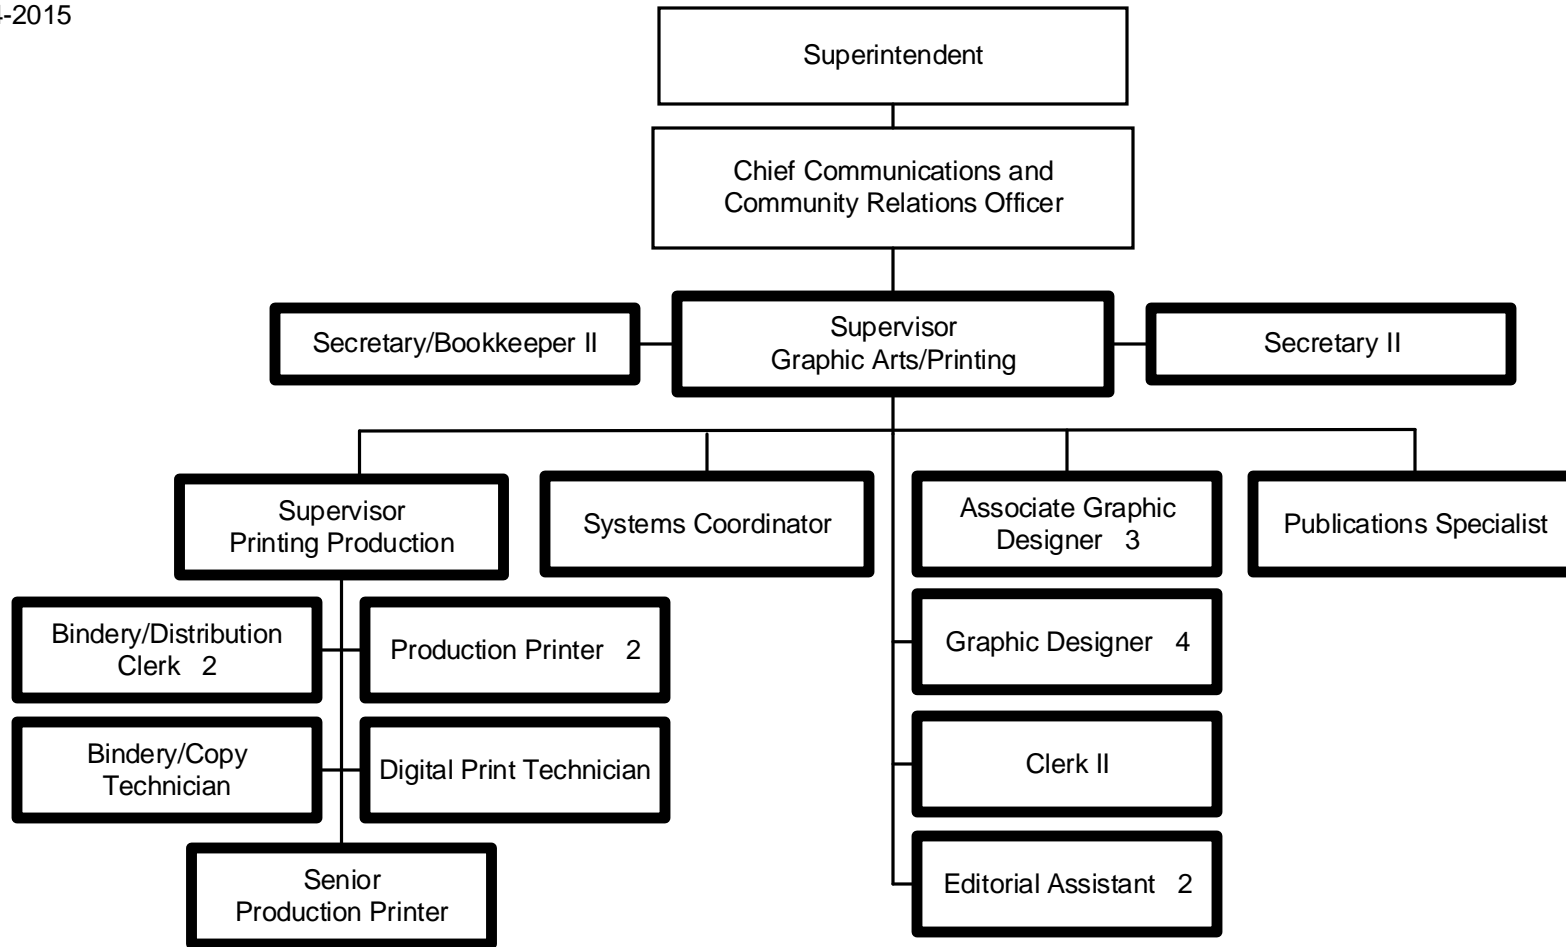 4-2015
Superintendent
Chief Communications and
Community Relations Officer
Secretary/Bookkeeper II
Supervisor
Graphic Arts/Printing
Secretary II
Supervisor
Printing Production
Systems Coordinator
Associate Graphic
Designer 3
Publications Specialist
Bindery/Distribution
Clerk 2
Production Printer 2
Graphic Designer 4
Bindery/Copy
Technician
Digital Print Technician
Clerk II
Senior
Production Printer
Editorial Assistant 2